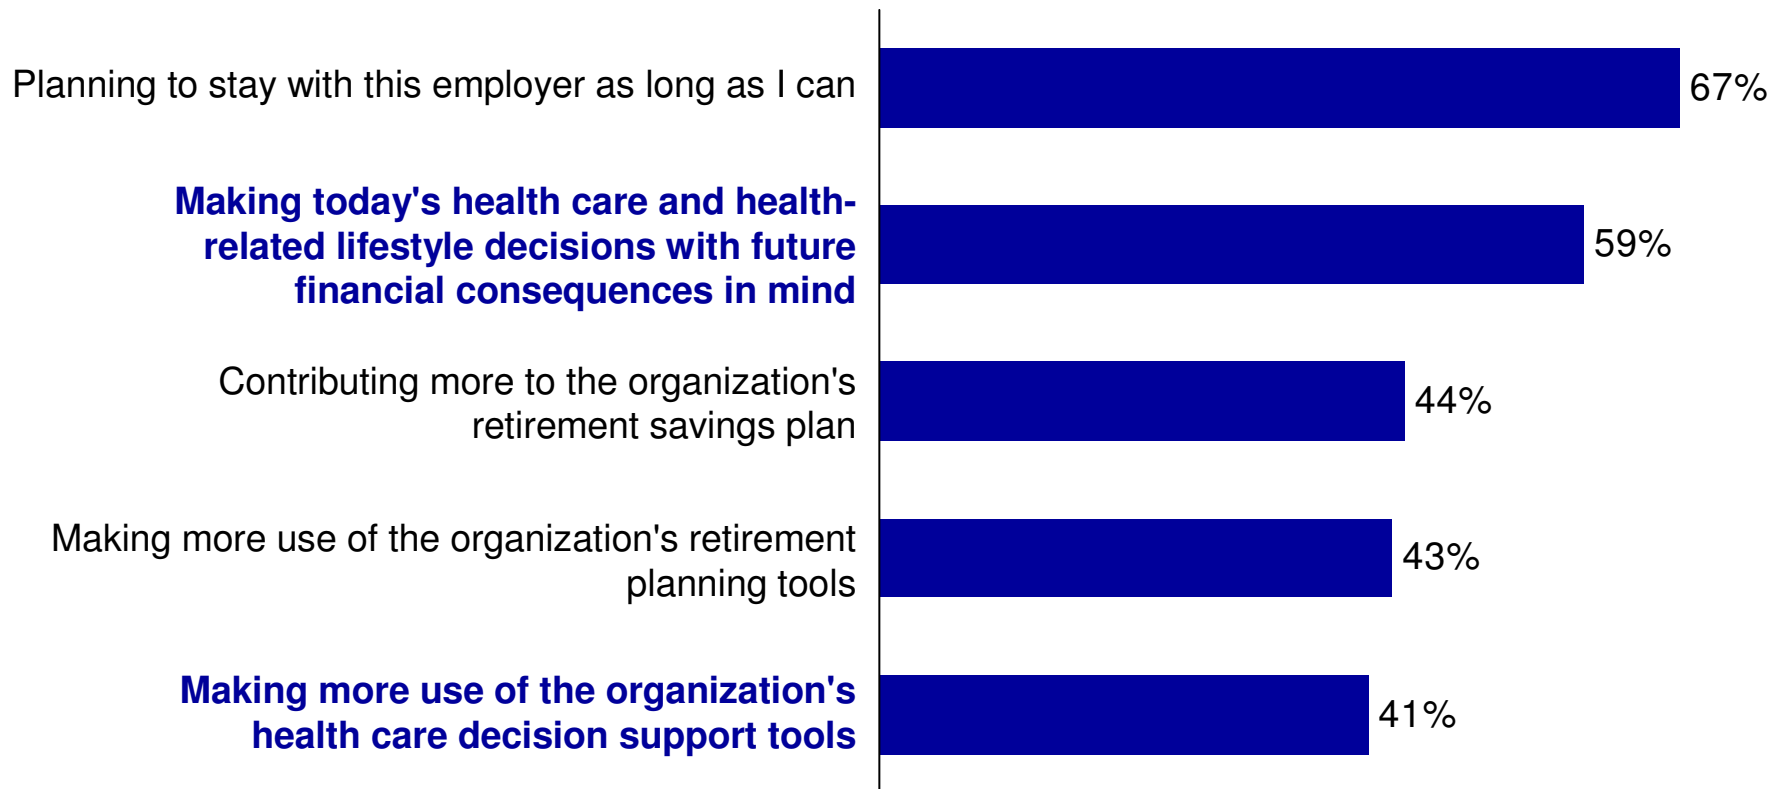 Planning to stay with this employer as long as I can
67%
Making today's health care and health-
related lifestyle decisions with future
financial consequences in mind
59%
Contributing more to the organization's
retirement savings plan
44%
Making more use of the organization's retirement
planning tools
43%
Making more use of the organization's
health care decision support tools
41%